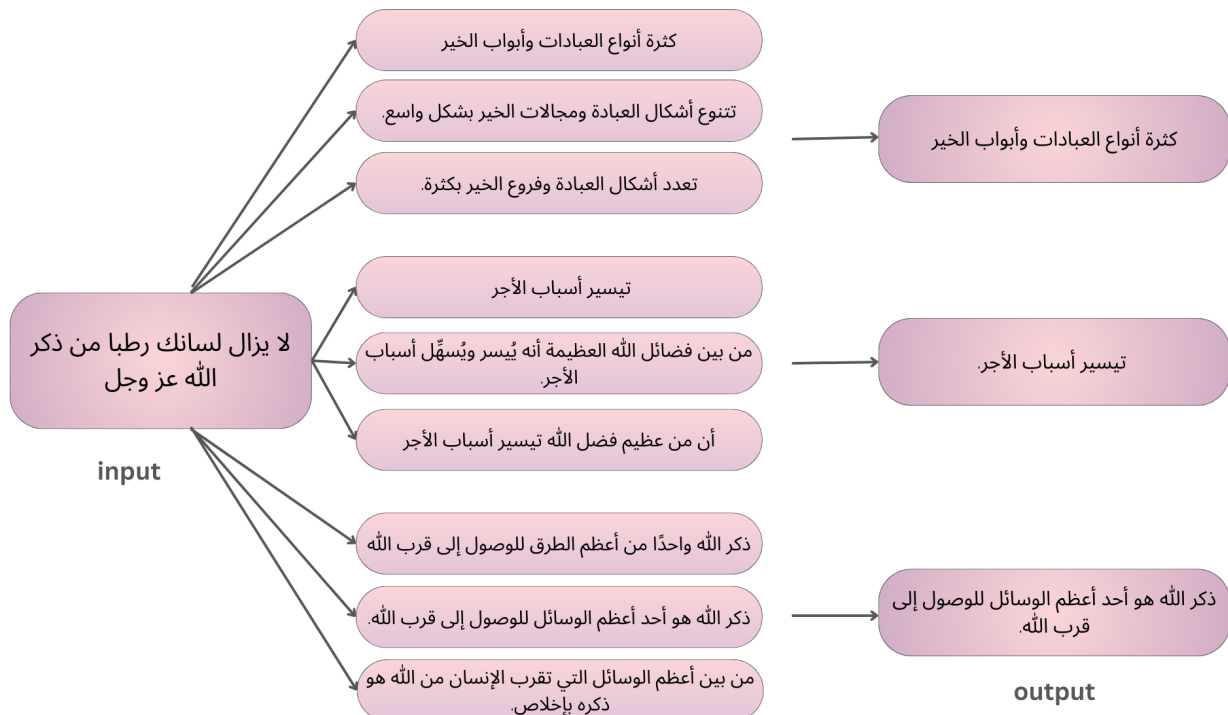 كثرة أنواع العبادات وأبواب الخير
تتنوع أشكال العبادة ومجالات الخير بشكل واسع.
تعدد أشكال العبادة وفروع الخير بكثرة.
كثرة أنواع العبادات وأبواب الخير
لا يزال لسانك رطبا من ذكر
الله عز وجل
input
تيسير أسباب الأجر
من بين فضائل الله العظيمة أنه يُيسر ويُسهِّل أسباب
الأجر.
أن من عظيم فضل الله تيسير أسباب الأجر
تيسير أسباب الأجر.
ذكر الله واحدًا من أعظم الطرق للوصول إلى قرب الله
ذكر الله هو أحد أعظم الوسائل للوصول إلى قرب الله.
من بين أعظم الوسائل التي تقرب الإنسان من الله هو
ذكره بإخلاص.
ذكر الله هو أحد أعظم الوسائل للوصول إلى
قرب الله.
output